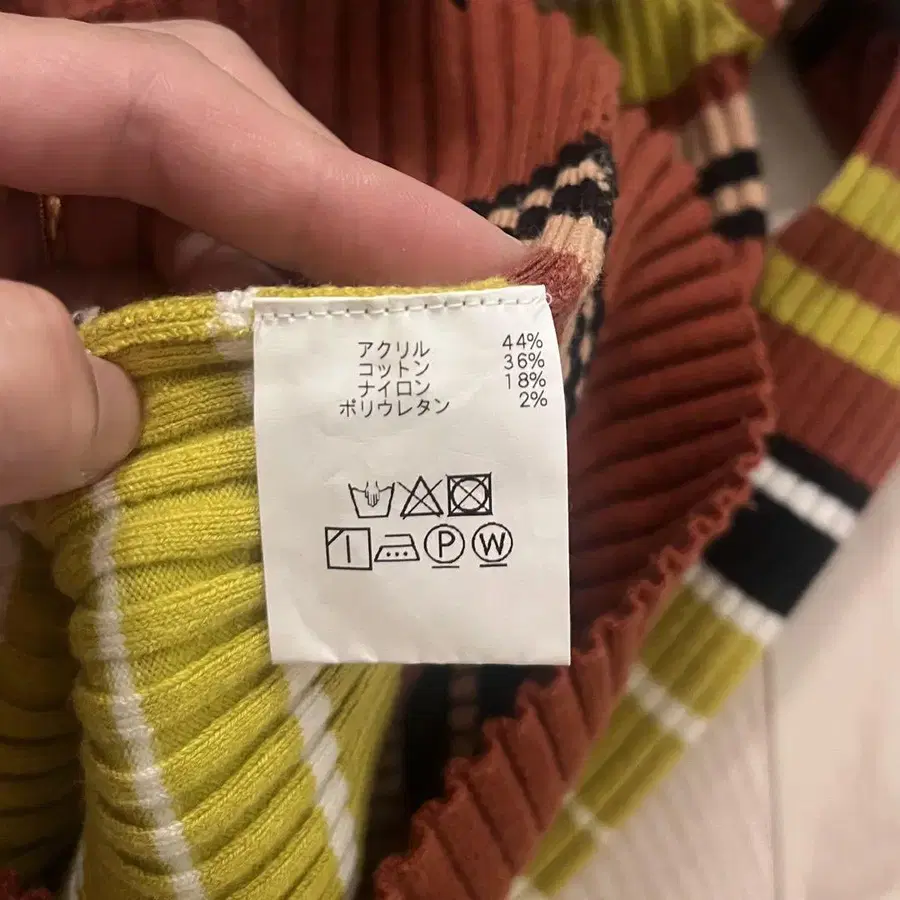 アクリル 44%
コットン 36%
ナイロン 18%
ポリウレタン 2%
P W